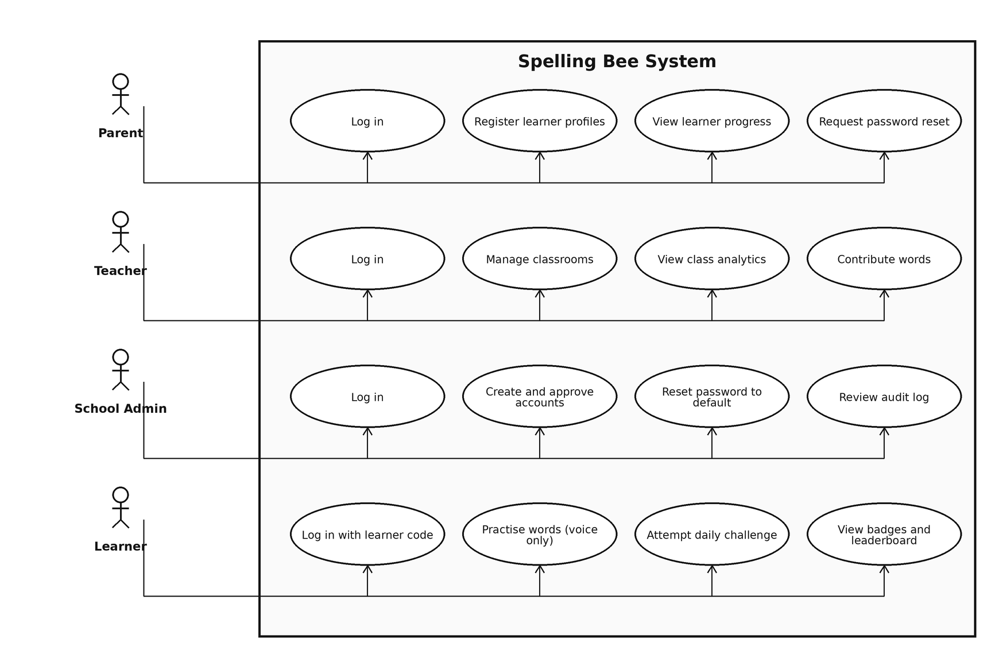 Spelling Bee System
Parent
Log in
Register learner profiles
View learner progress
Request password reset
Teacher
Log in
Manage classrooms
View class analytics
Contribute words
School Admin
Log in
Create and approve
accounts
Reset password to
default
Review audit log
Learner
Log in with learner code
Practise words (voice
only)
Attempt daily challenge
View badges and
leaderboard